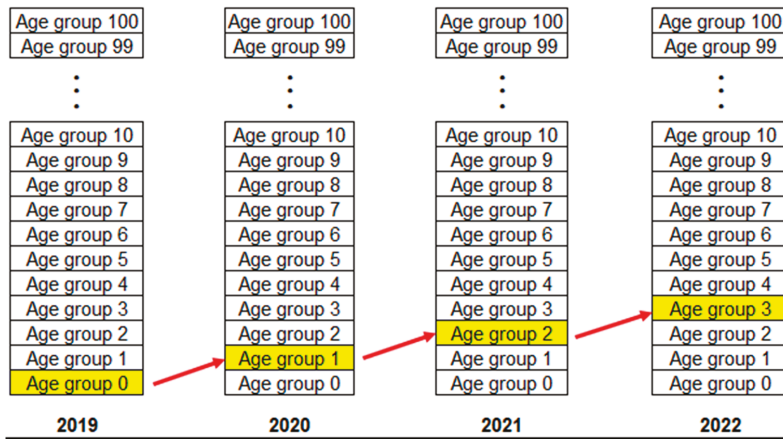 Age group 100 Age group 100 Age group 100 Age group 100
Age group 99 Age group 99 Age group 99 Age group 99
Age group 10 Age group 10 Age group 10 Age group 10
Age group 9 Age group 9 Age group 9 Age group 9
Age group 8 Age group 8 Age group 8 Age group 8
Age group 7 Age group 7 Age group 7 Age group 7
Age group 6 Age group 6 Age group 6 Age group 6
Age group 5 Age group 5 Age group 5 Age group 5
Age group 4 Age group 4 Age group 4 Age group 4
Age group 3 Age group 3 Age group 3 Age group 3
Age group 2 Age group 2 Age group 2 Age group 2
Age group 1 Age group 1 Age group 1 Age group 1
Age group 0 Age group 0 Age group 0 Age group 0
2019 2020 2021 2022